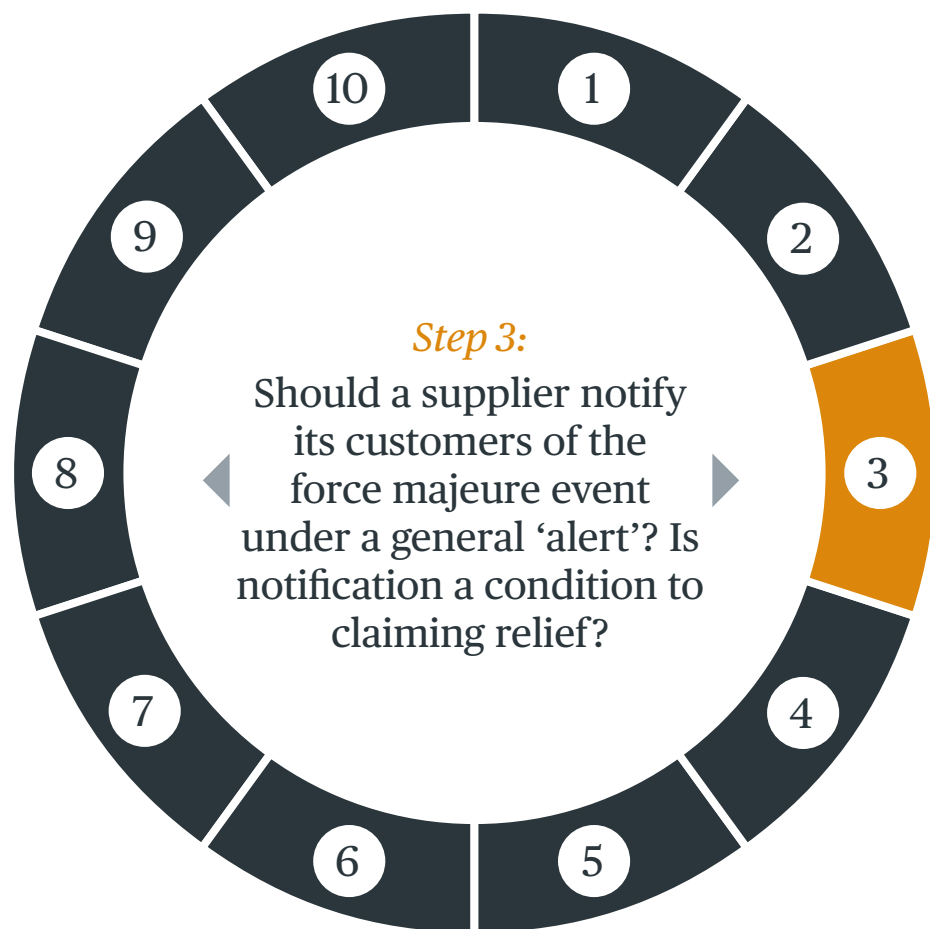 10
1
9
2
Step 3:
Should a supplier notify
its customers of the
force majeure event
under a general ‘alert’? Is
notification a condition to
claiming relief?
8
3
7
4
6
5